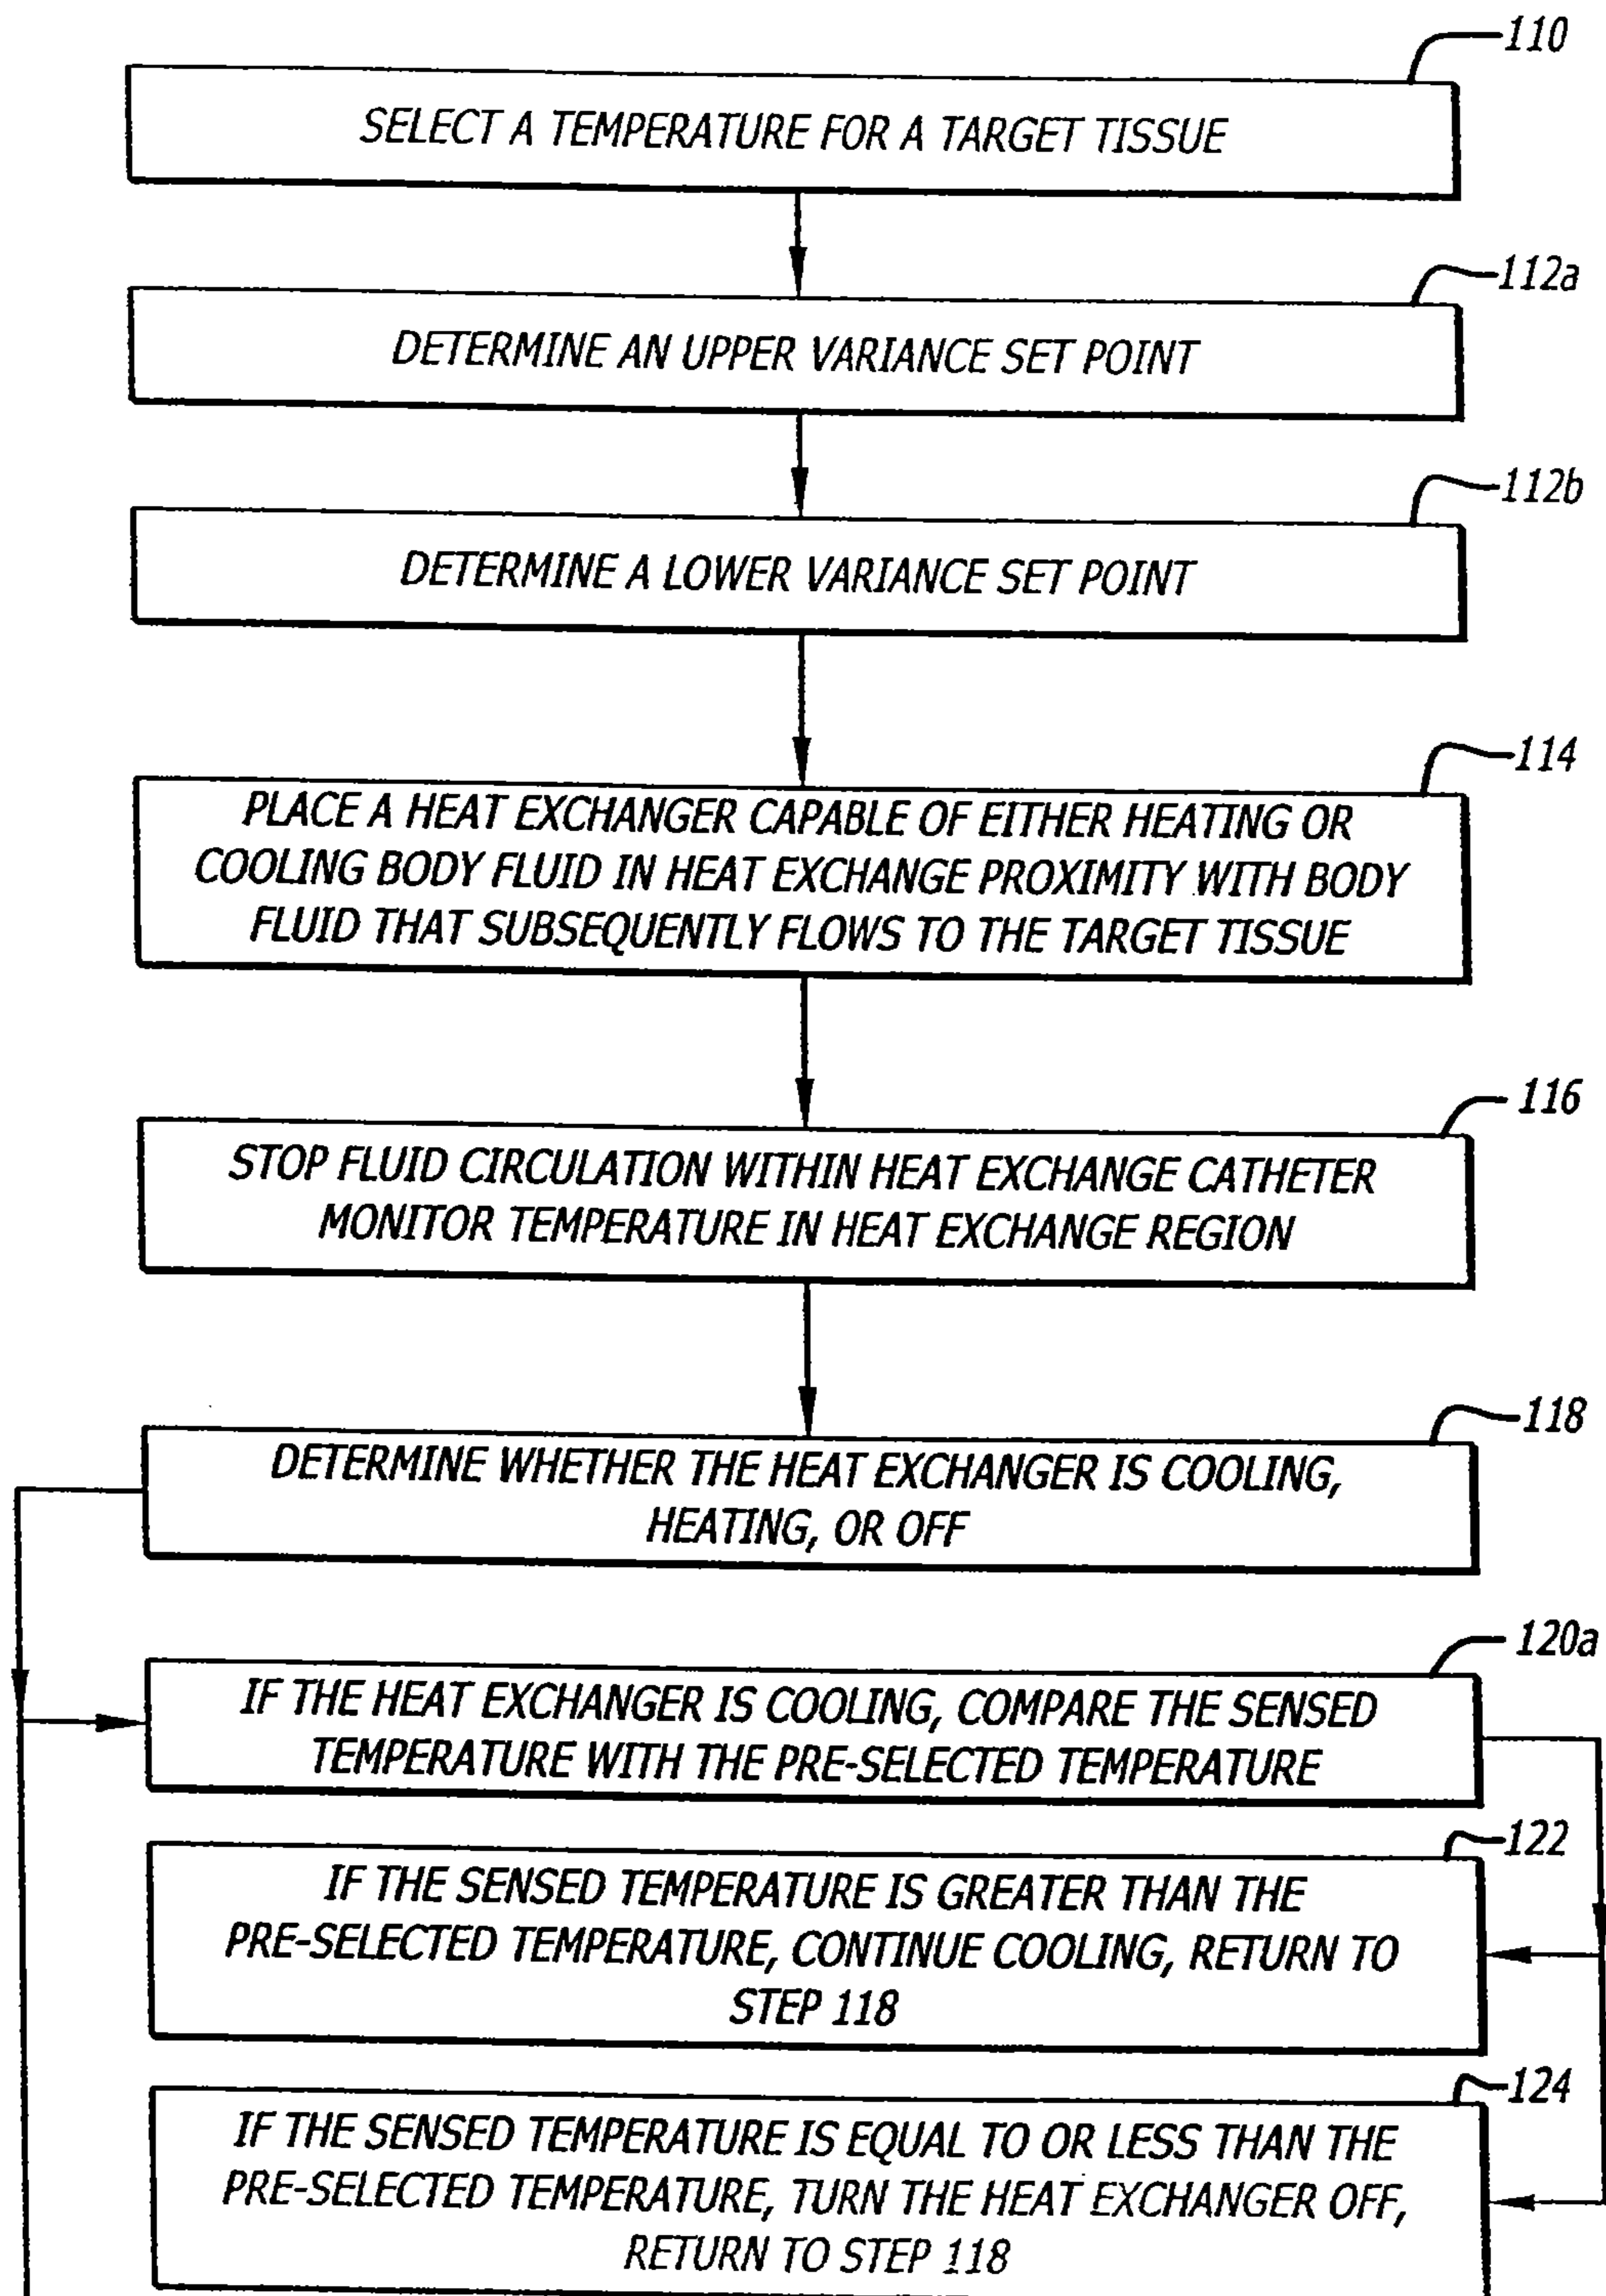 110
SELECT A TEMPERATURE FOR A TARGET TISSUE
112a
DETERMINE AN UPPER VARIANCE SET POINT
112b
DETERMINE A LOWER VARIANCE SET POINT
114
PLACE A HEAT EXCHANGER CAPABLE OF EITHER HEATING OR
COOLING BODY FLUID IN HEAT EXCHANGE PROXIMITY WITH BODY
FLUID THAT SUBSEQUENTLY FLOWS TO THE TARGET TISSUE
116
STOP FLUID CIRCULATION WITHIN HEAT EXCHANGE CATHETER
MONITOR TEMPERATURE IN HEAT EXCHANGE REGION
118
DETERMINE WHETHER THE HEAT EXCHANGER IS COOLING,
HEATING, OR OFF
120a
IF THE HEAT EXCHANGER IS COOLING, COMPARE THE SENSED
TEMPERATURE WITH THE PRE-SELECTED TEMPERATURE
122
IF THE SENSED TEMPERATURE IS GREATER THAN THE
PRE-SELECTED TEMPERATURE, CONTINUE COOLING, RETURN TO
STEP 118
124
IF THE SENSED TEMPERATURE IS EQUAL TO OR LESS THAN THE
PRE-SELECTED TEMPERATURE, TURN THE HEAT EXCHANGER OFF,
RETURN TO STEP 118